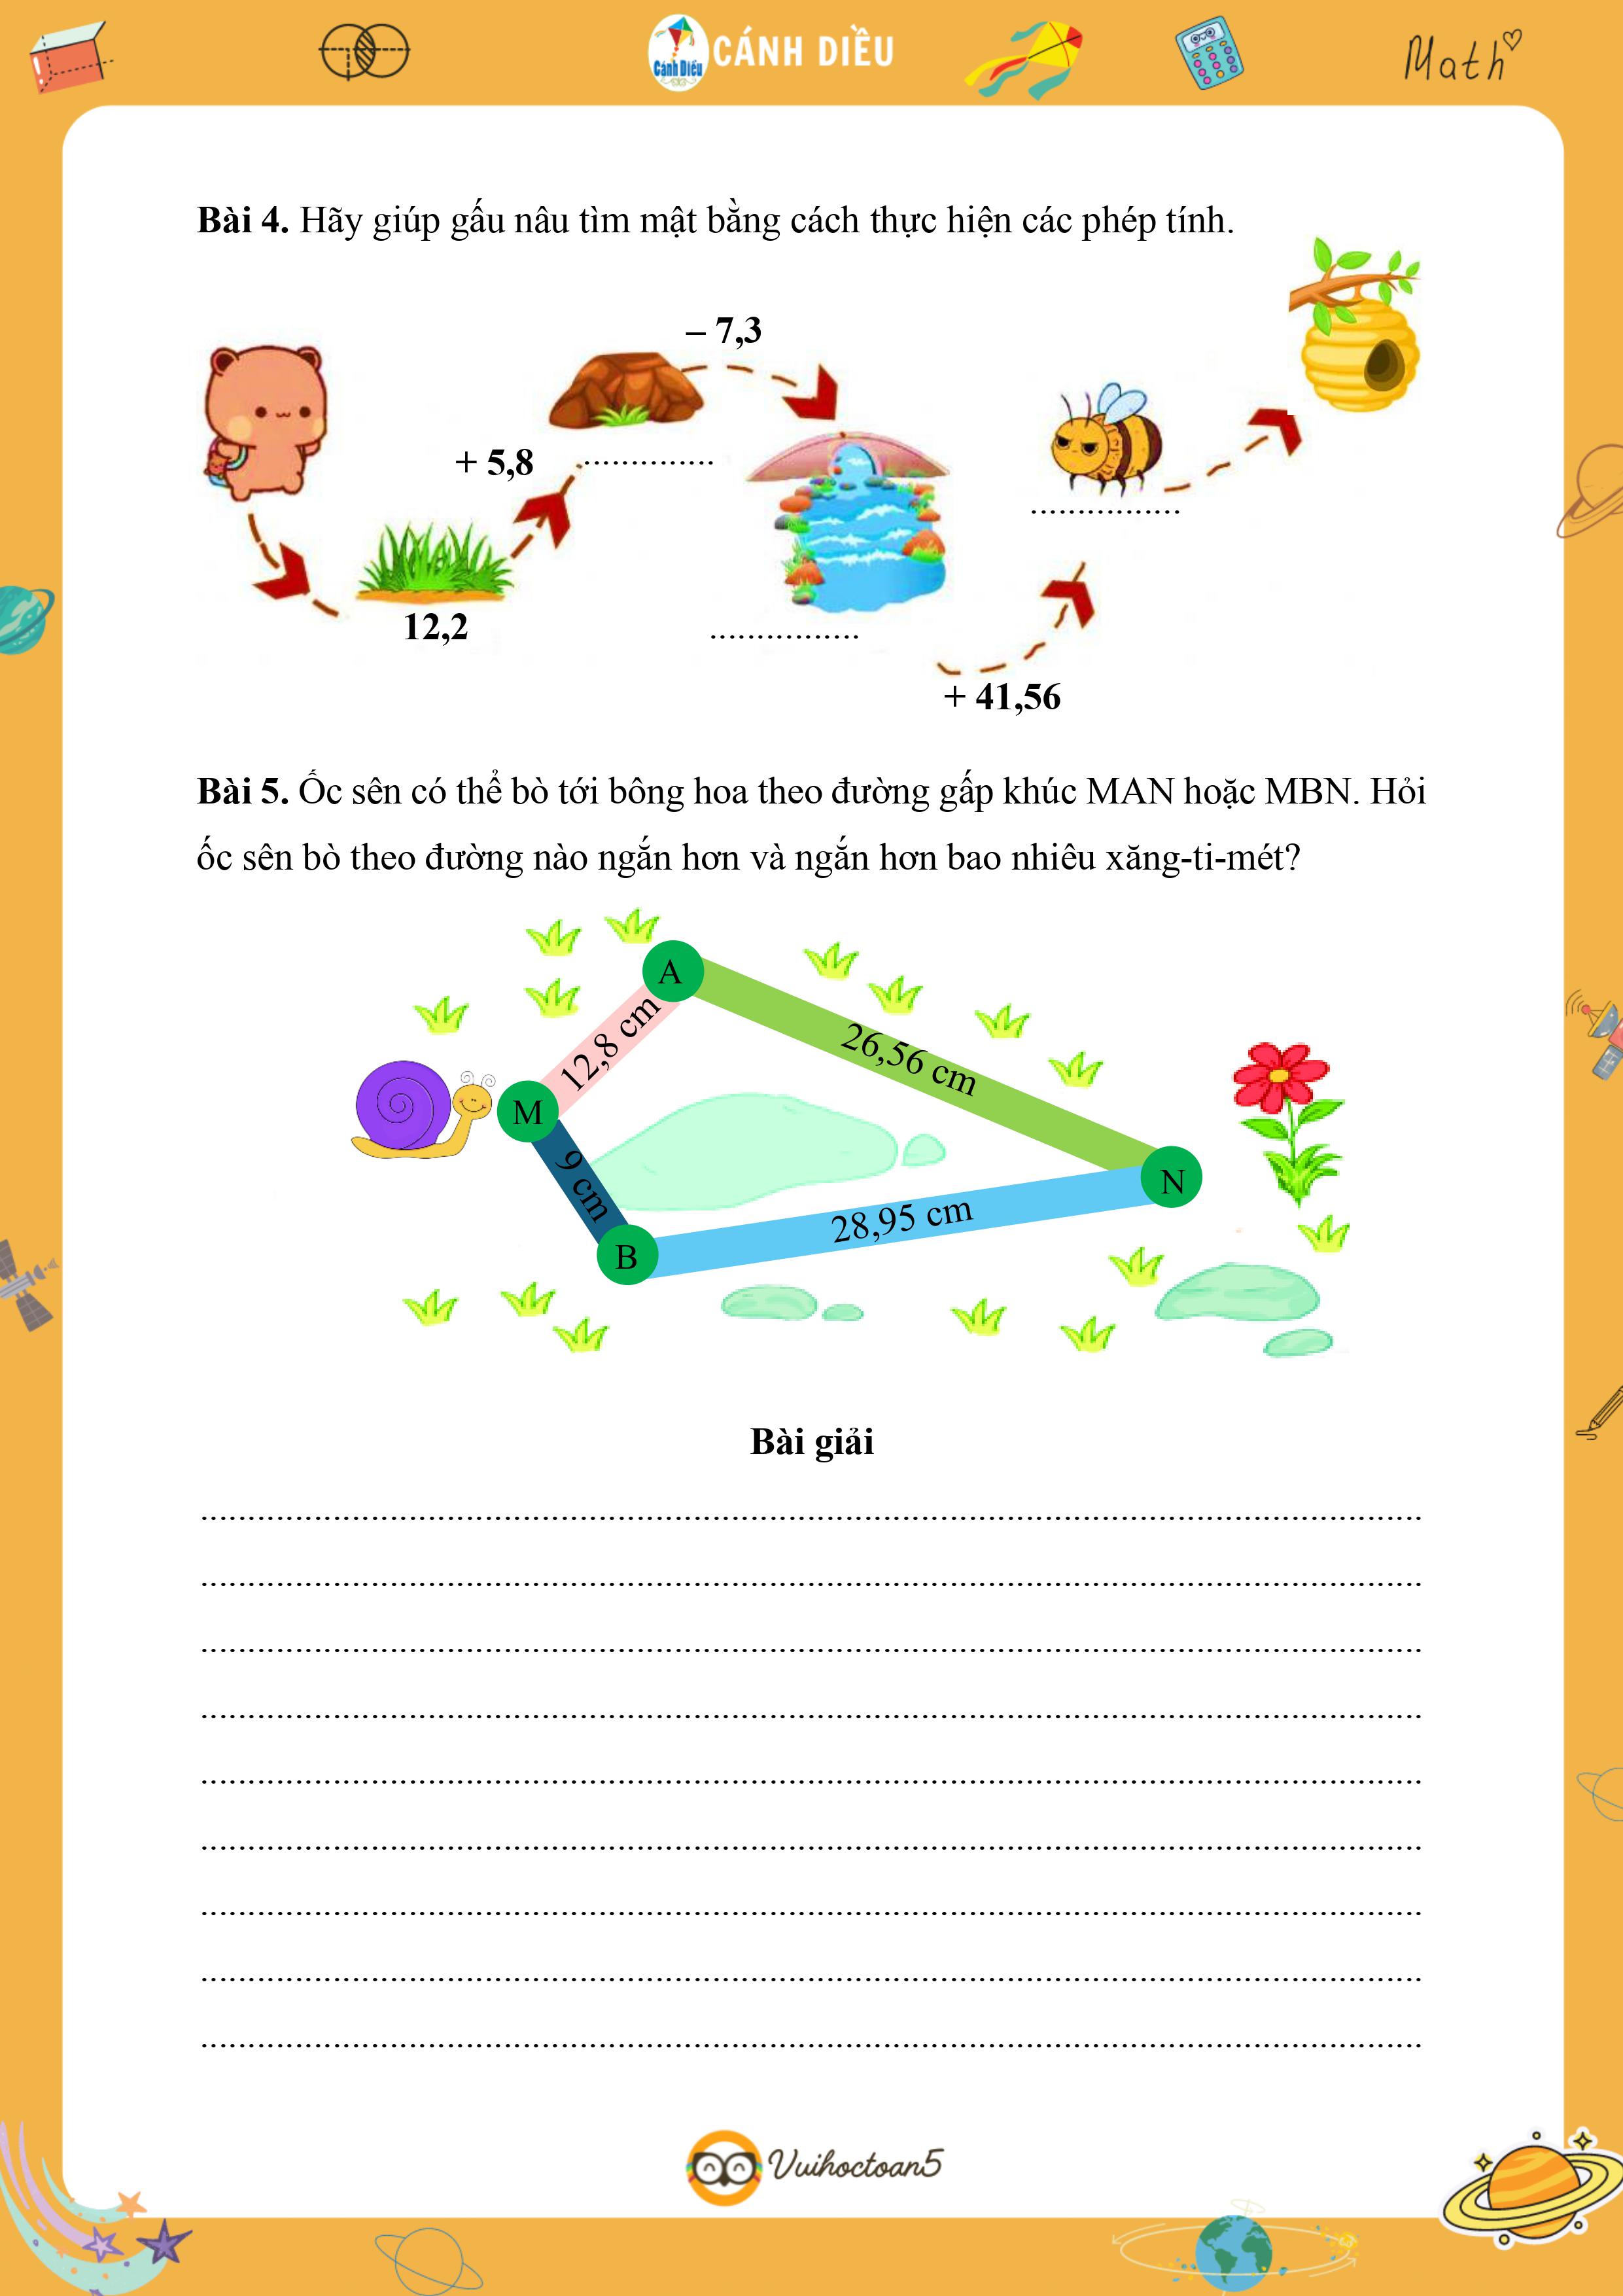 Cánh Diều CÁNH DIỀU
Math
Bài 4. Hãy giúp gấu nâu tìm mật bằng cách thực hiện các phép tính.
– 7,3
+ 5,8
..............
................
12,2
................
+ 41,56
Bài 5. Ốc sên có thể bò tới bông hoa theo đường gấp khúc MAN hoặc MBN. Hỏi
ốc sên bò theo đường nào ngắn hơn và ngắn hơn bao nhiêu xăng-ti-mét?
A
12,8 cm
26,56 cm
M
9 cm
N
28,95 cm
B
Bài giải
Vuihoctoan5